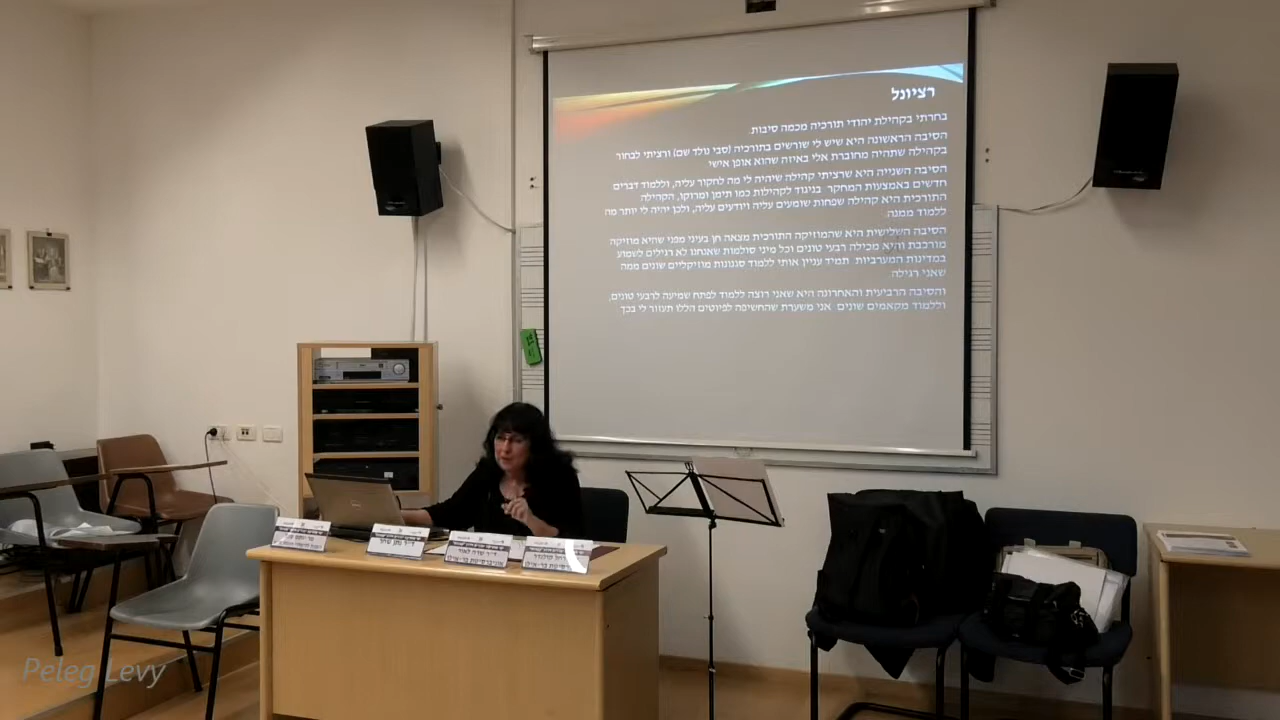 רציונל
בחרתי בקהילת יהודי תורכיה מכמה סיבות.
הסיבה הראשונה היא שיש לי שורשים בתורכיה (סבי נולד שם) ורציתי לבחור
בקהילה שתהיה מחוברת אלי באיזה שהוא אופן אישי
הסיבה השנייה היא שרציתי קהילה שיהיה לי מה לחקור עליה, וללמוד דברים
חדשים באמצעות המחקר. בניגוד לקהילות כמו תימן ומרוקו, הקהילה
התורכית היא קהילה שפחות שומעים עליה ויודעים עליה, ולכן יהיה לי יותר מה
ללמוד ממנה.
הסיבה השלישית היא שהמוזיקה התורכית מצאה חן בעיני מפני שהיא מוזיקה
מורכבת והיא מכילה רבעי טונים וכל מיני סולמות שאנחנו לא רגילים לשמוע
במדינות המערביות. תמיד עניין אותי ללמוד סגנונות מוזיקליים שונים ממה
שאני רגילה.
והסיבה הרביעית והאחרונה היא שאני רוצה ללמוד לפתח שמיעה לרבעי טונים,
וללמוד מקאמים שונים. אני משערת שהחשיפה לפיוטים הללו תעזור לי בכך
אוניברסיטת בר-אילן
Peleg Levy